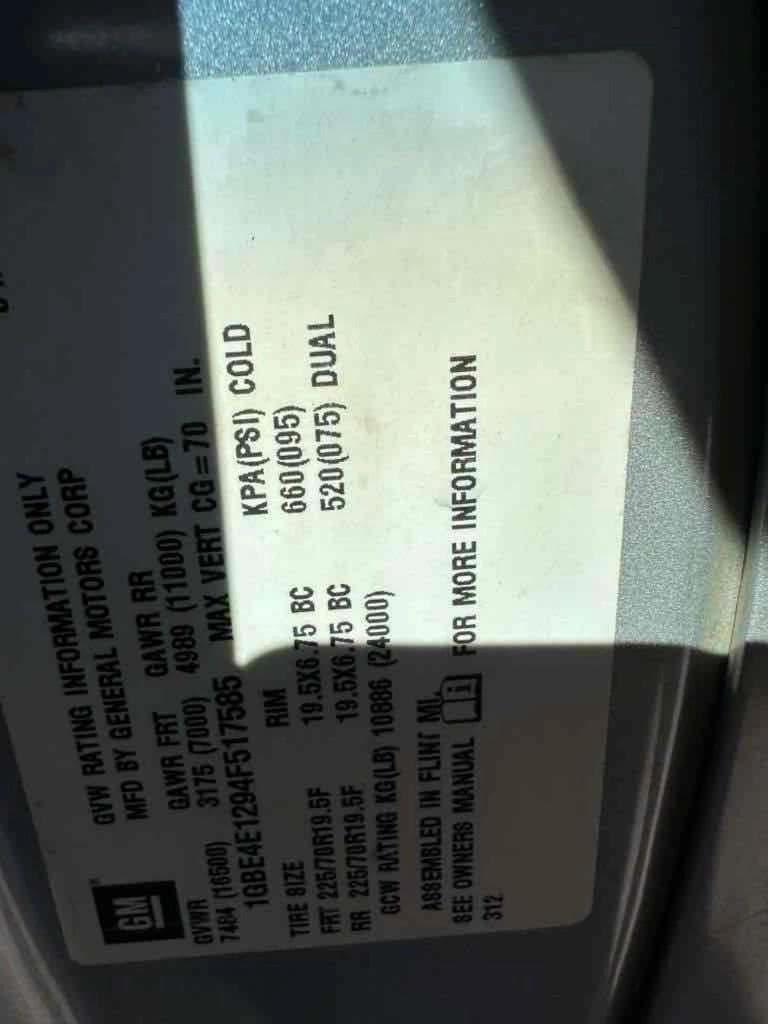 GM
GVW RATING INFORMATION ONLY
MFD BY GENERAL MOTORS CORP
GVWR GAWR FRT GAWR RR
7484 (16500) 3175 (7000) 4989 (11000) KG(LB)
1GBE4E1294F517585 MAX VERT CG=70 IN.
TIRE SIZE RIM KPA(PSI) COLD
FRT 225/70R19.5F 19.5X6.75 BC 660(095)
RR 225/70R19.5F 19.5X6.75 BC 520(075) DUAL
GCW RATING KG(LB) 10886 (24000)
ASSEMBLED IN FLINT MI.
SEE OWNERS MANUAL i FOR MORE INFORMATION
312